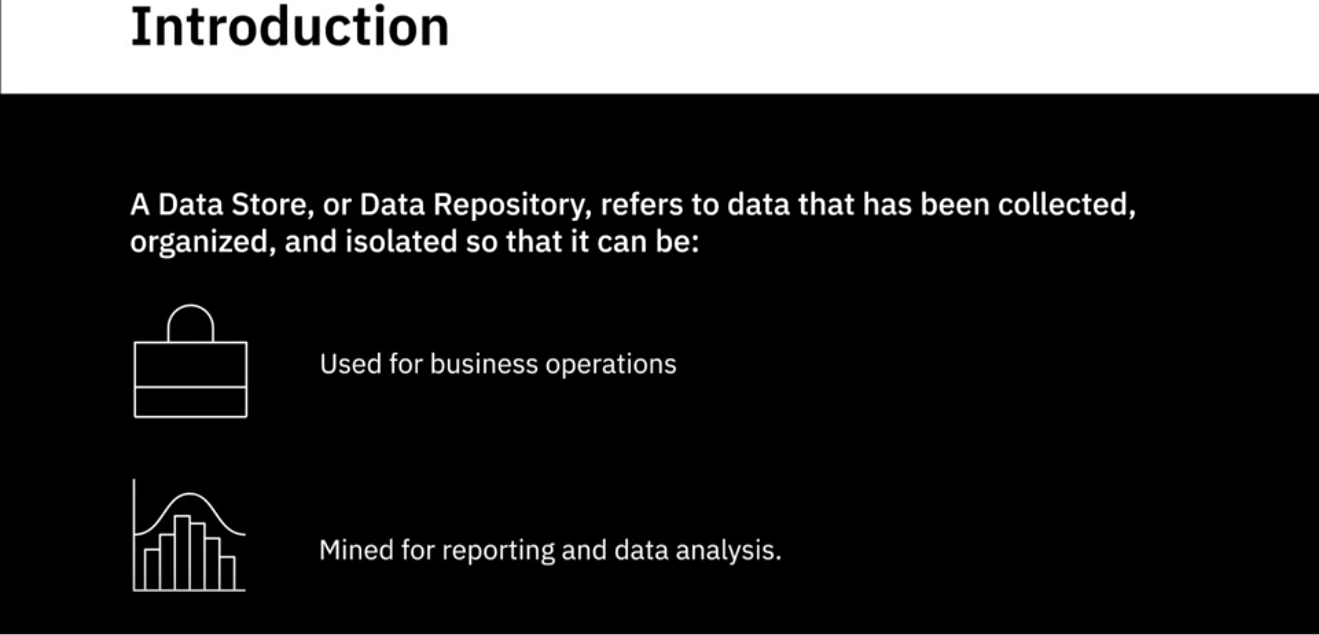 Introduction
A Data Store, or Data Repository, refers to data that has been collected,
organized, and isolated so that it can be:
Used for business operations
Mined for reporting and data analysis.